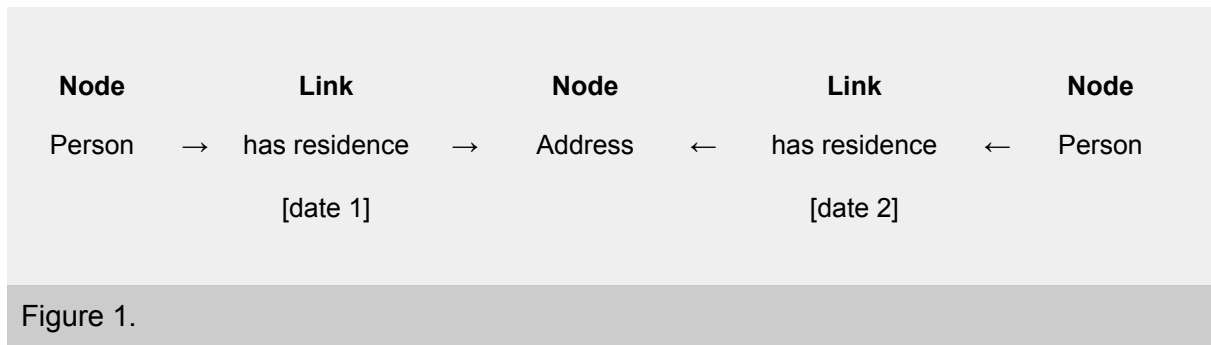 Node Link Node Link Node
Person → has residence → Address ← has residence ← Person
[date 1] [date 2]
Figure 1.